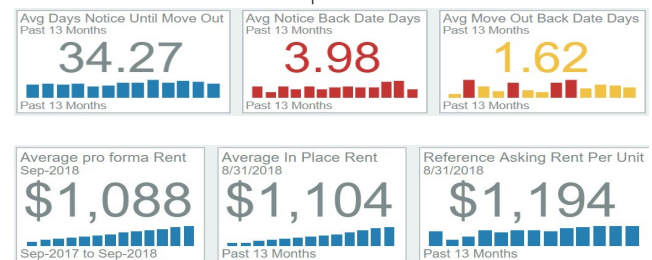 Avg Days Notice Until Move Out
Past 13 Months
34.27
Past 13 Months
Avg Notice Back Date Days
Past 13 Months
3.98
Past 13 Months
Avg Move Out Back Date Days
Past 13 Months
1.62
Past 13 Months
Average pro forma Rent
Sep-2018
$1,088
Sep-2017 to Sep-2018
Average In Place Rent
8/31/2018
$1,104
Past 13 Months
Reference Asking Rent Per Unit
8/31/2018
$1,194
Past 13 Months